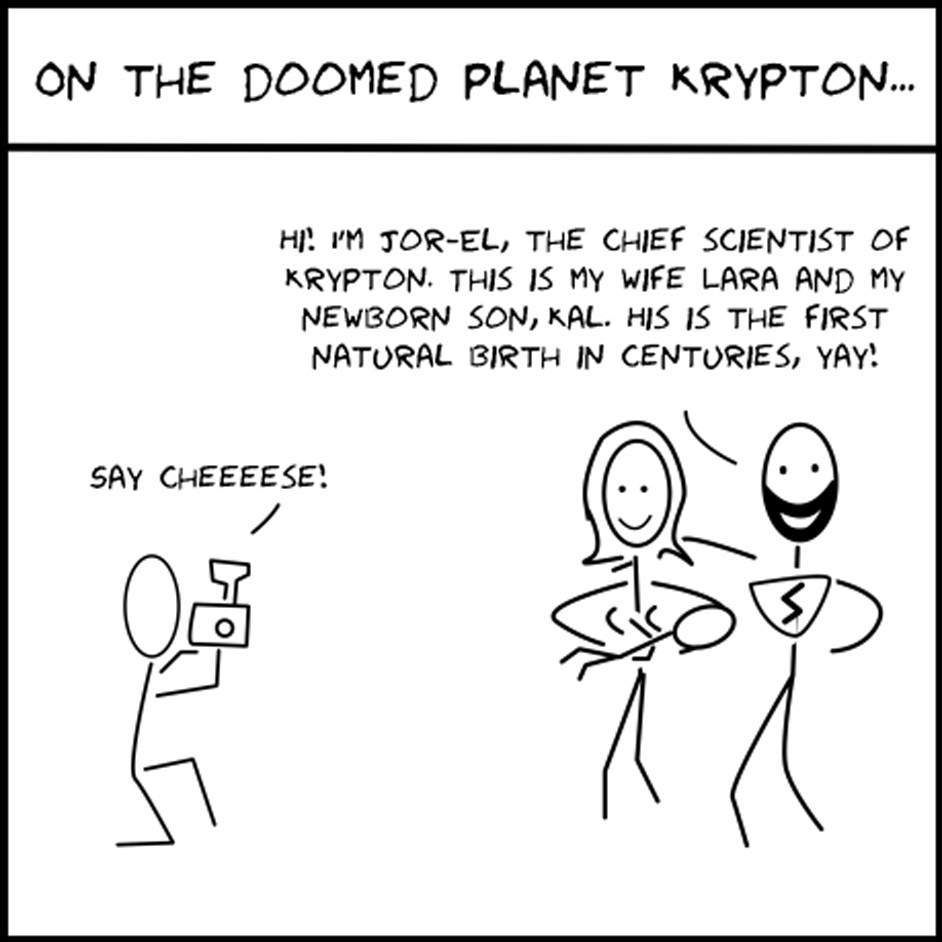 ON THE DOOMED PLANET KRYPTON...
HI! I'M JOR-EL, THE CHIEF SCIENTIST OF
KRYPTON. THIS IS MY WIFE LARA AND MY
NEWBORN SON, KAL. HIS IS THE FIRST
NATURAL BIRTH IN CENTURIES, YAY!
SAY CHEEEESE!
S